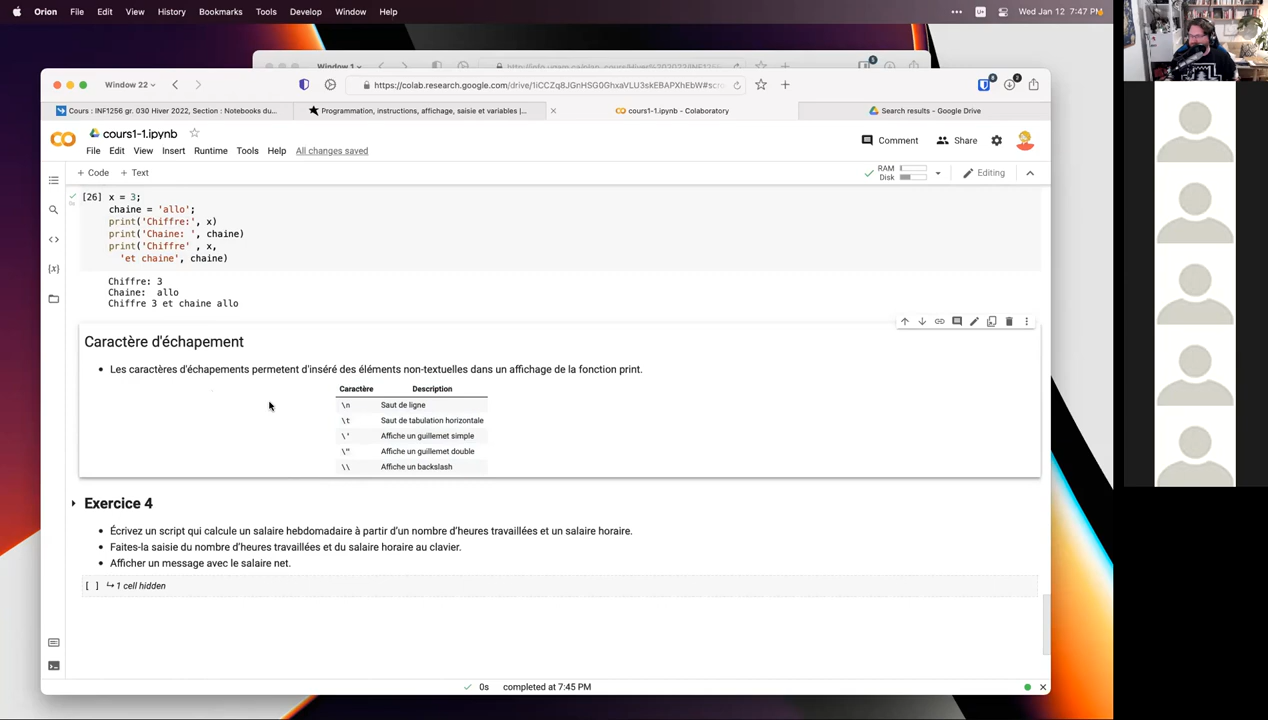 Orion File Edit View History Bookmarks Tools Develop Window Help
Wed Jan 12 7:47 PM
Window 1
Window 22
https://colab.research.google.com/drive/1iCCZq8JGnHSG0GhxaVLU3skEBAPXhEbW#scro
Cours : INF1256 gr. 030 Hiver 2022, Section : Notebooks du...
Programmation, instructions, affichage, saisie et variables |...
cours1-1.ipynb - Colaboratory
Search results - Google Drive
cours1-1.ipynb
File Edit View Insert Runtime Tools Help All changes saved
Comment Share
+ Code + Text
RAM
Disk
Editing
[26] x = 3;
chaine = 'allo';
print('Chiffre:', x)
print('Chaine: ', chaine)
print('Chiffre' , x,
'et chaine', chaine)
Chiffre: 3
Chaine:  allo
Chiffre 3 et chaine allo
Caractère d'échapement
• Les caractères d'échapements permetent d'inséré des éléments non-textuelles dans un affichage de la fonction print.
Caractère Description
\n Saut de ligne
\t Saut de tabulation horizontale
\' Affiche un guillemet simple
\" Affiche un guillemet double
\\ Affiche un backslash
Exercice 4
• Écrivez un script qui calcule un salaire hebdomadaire à partir d'un nombre d'heures travaillées et un salaire horaire.
• Faites-la saisie du nombre d'heures travaillées et du salaire horaire au clavier.
• Afficher un message avec le salaire net.
[ ] ↳ 1 cell hidden
0s completed at 7:45 PM